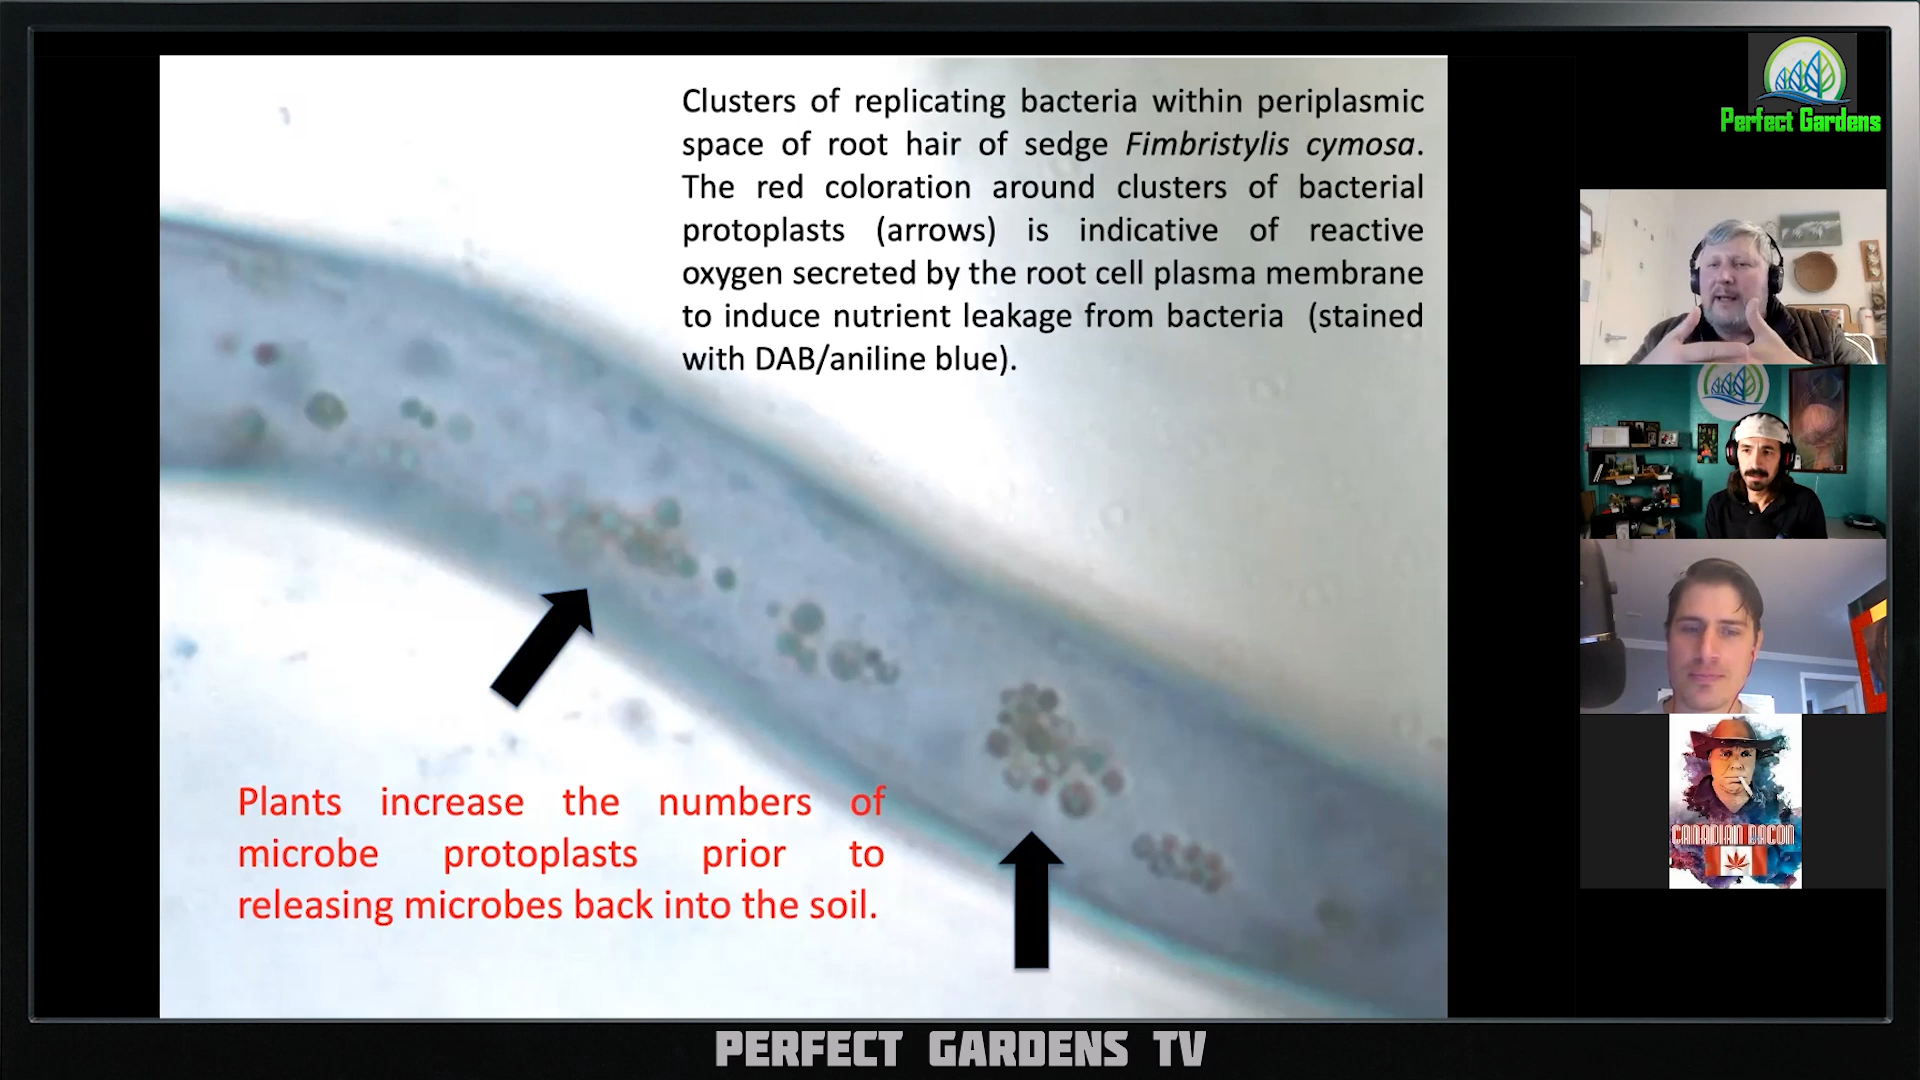 Clusters of replicating bacteria within periplasmic
space of root hair of sedge Fimbristylis cymosa.
The red coloration around clusters of bacterial
protoplasts (arrows) is indicative of reactive
oxygen secreted by the root cell plasma membrane
to induce nutrient leakage from bacteria (stained
with DAB/aniline blue).
Plants increase the numbers of
microbe protoplasts prior to
releasing microbes back into the soil.
Perfect Gardens
CANADIAN BACON
PERFECT GARDENS TV